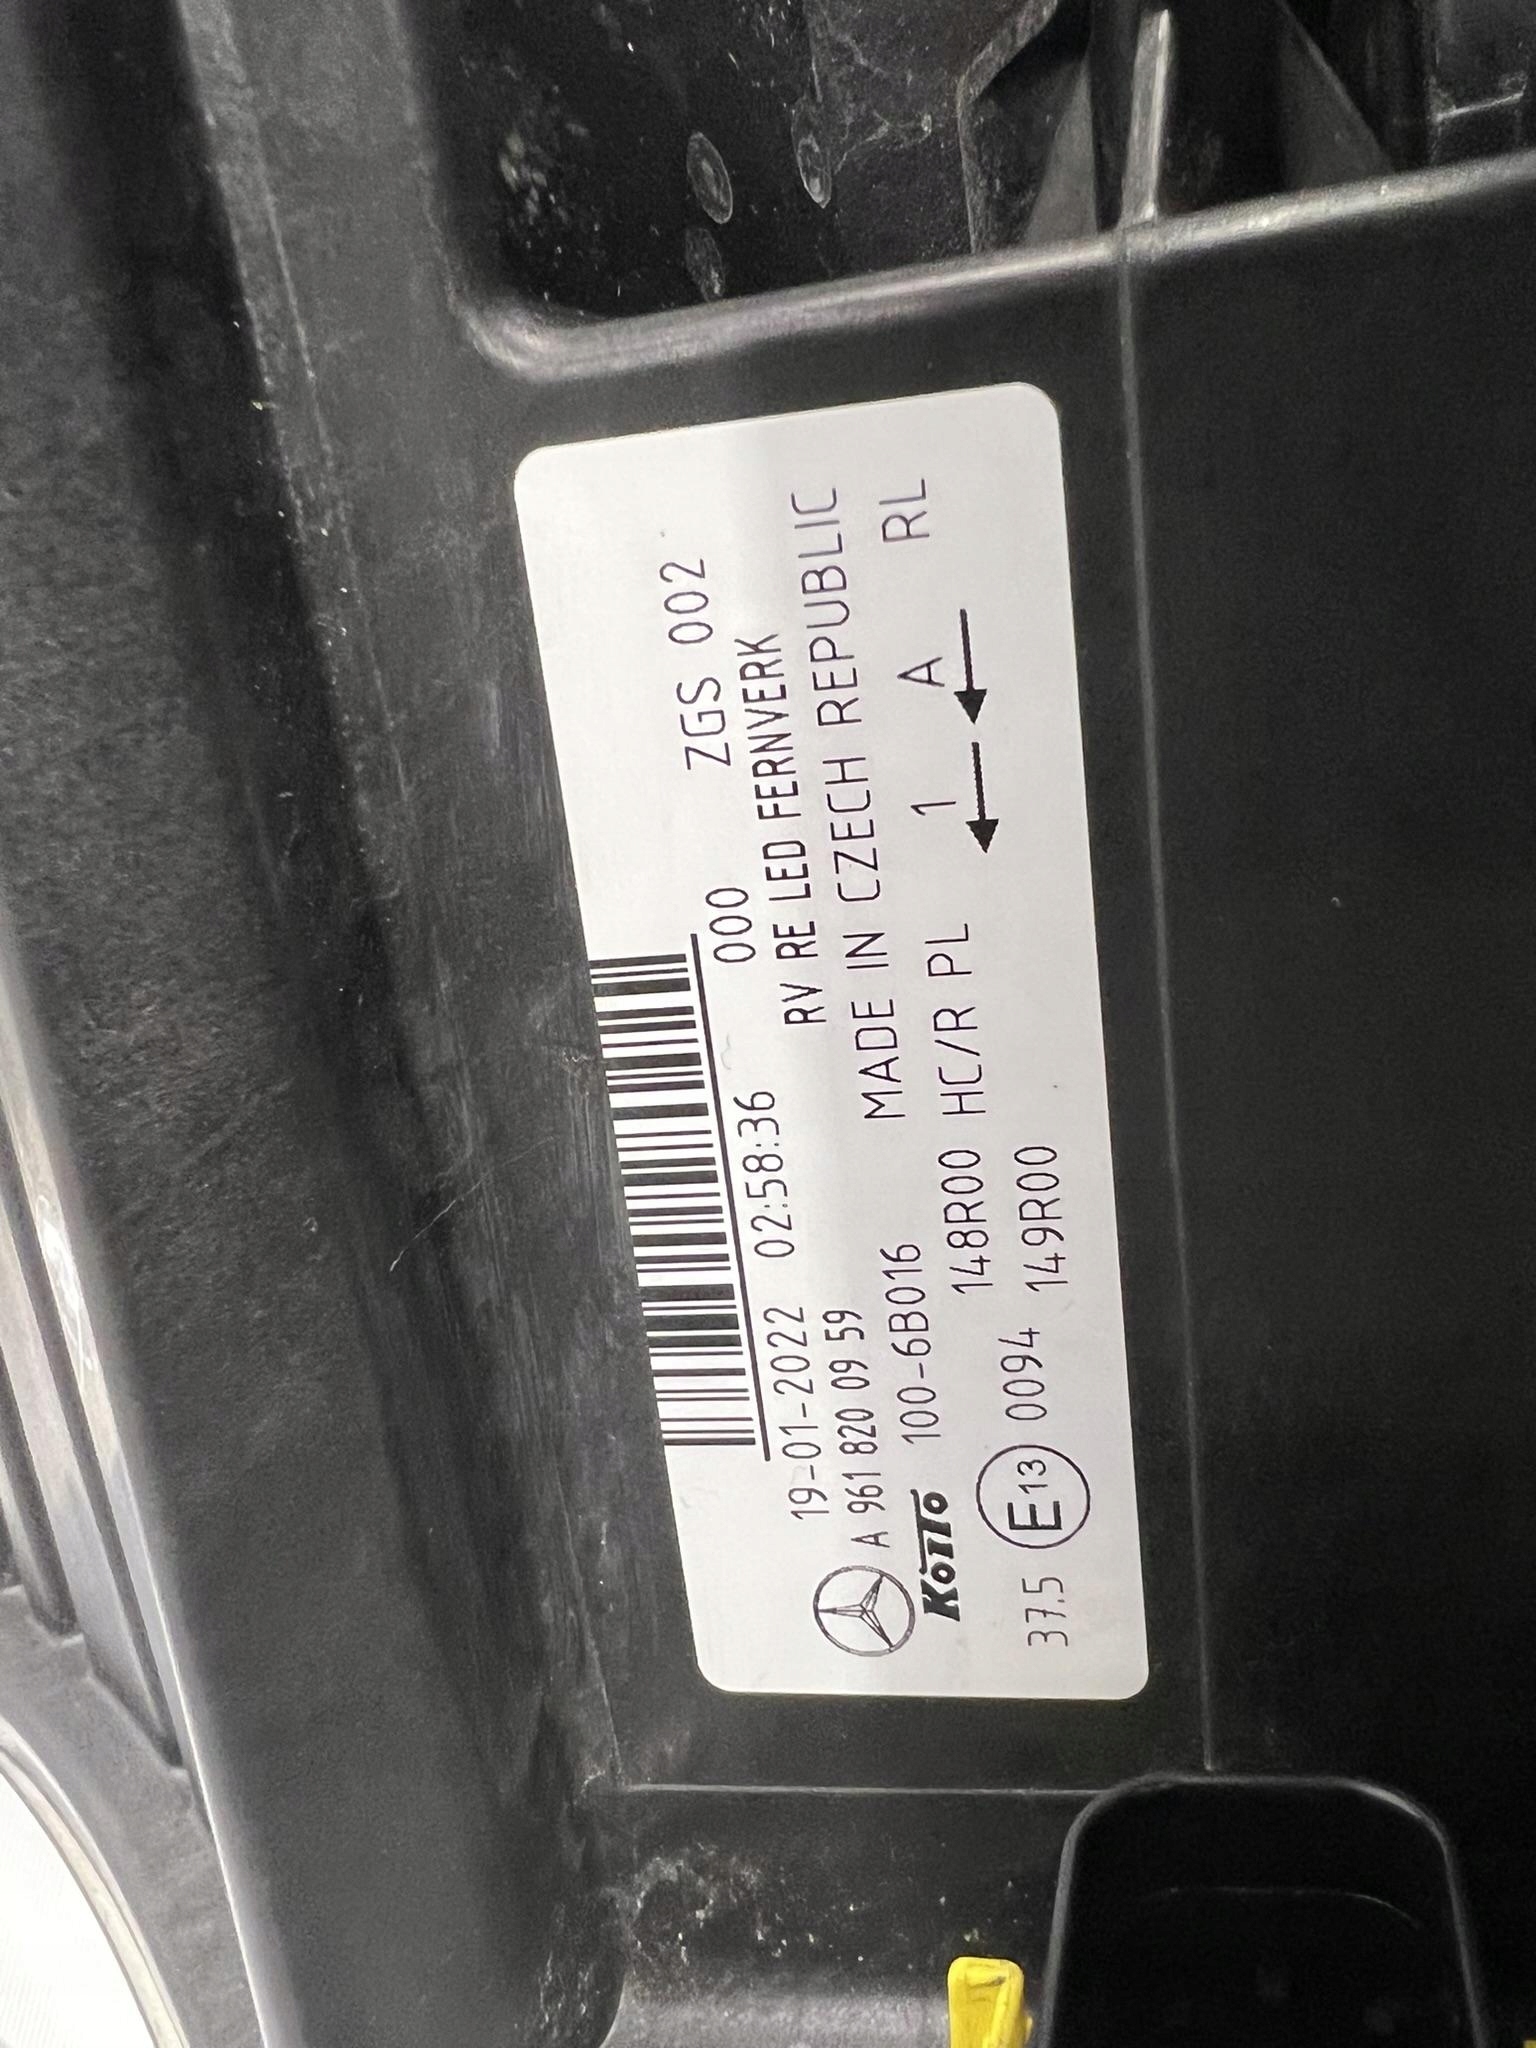 19-01-2022 02:58:36 000 ZGS 002
A 961 820 09 59 RV RE LED FERNVERK
KOITO 100-6B016 MADE IN CZECH REPUBLIC
148R00 HC/R PL 1 A RL
37.5 E13 0094 149R00